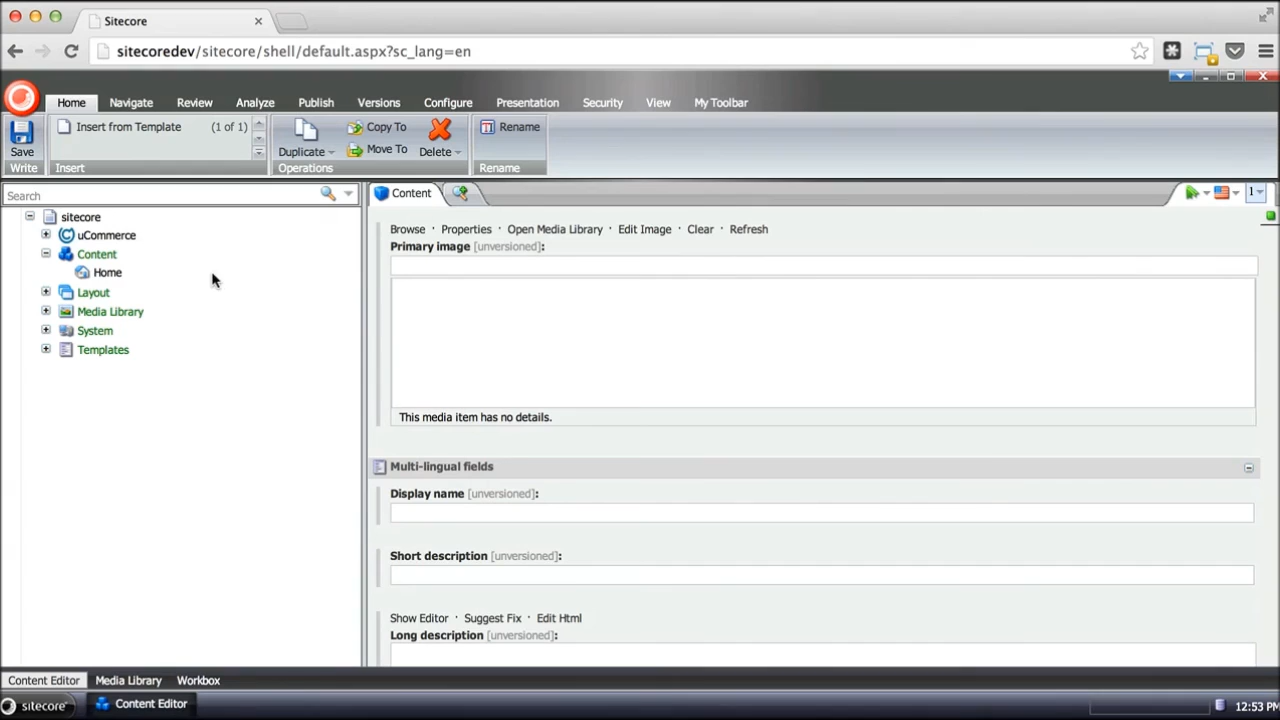 Sitecore
sitecoredev/sitecore/shell/default.aspx?sc_lang=en
Home Navigate Review Analyze Publish Versions Configure Presentation Security View My Toolbar
Insert from Template (1 of 1) Copy To Rename
Save Duplicate Move To Delete
Write Insert Operations Rename
Search Content 1
sitecore
uCommerce
Content
Home
Layout
Media Library
System
Templates
Browse · Properties · Open Media Library · Edit Image · Clear · Refresh
Primary image [unversioned]:
This media item has no details.
Multi-lingual fields
Display name [unversioned]:
Short description [unversioned]:
Show Editor · Suggest Fix · Edit Html
Long description [unversioned]:
Content Editor Media Library Workbox
sitecore Content Editor 12:53 PM